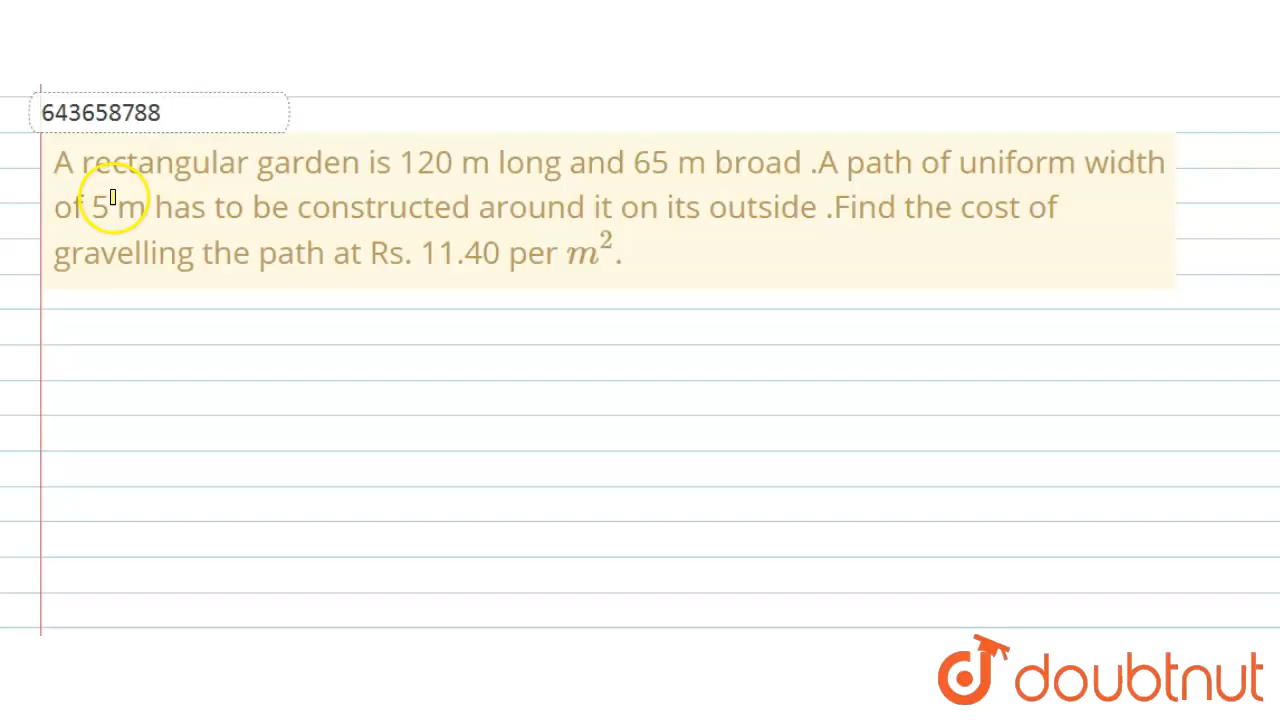 643658788
A rectangular garden is 120 m long and 65 m broad .A path of uniform width
of 5 m has to be constructed around it on its outside .Find the cost of
gravelling the path at Rs. 11.40 per m².
doubtnut